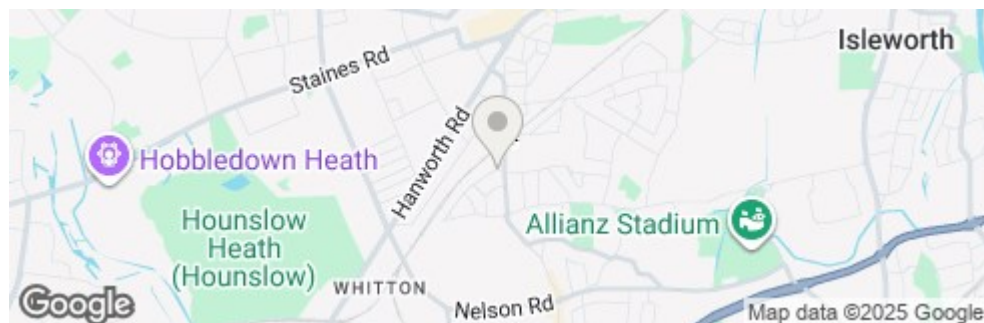 Isleworth
Staines Rd
Hanworth Rd
Hobbledown Heath
Hounslow
Heath
(Hounslow)
Allianz Stadium
WHITTON
Nelson Rd
Google
Map data ©2025 Google